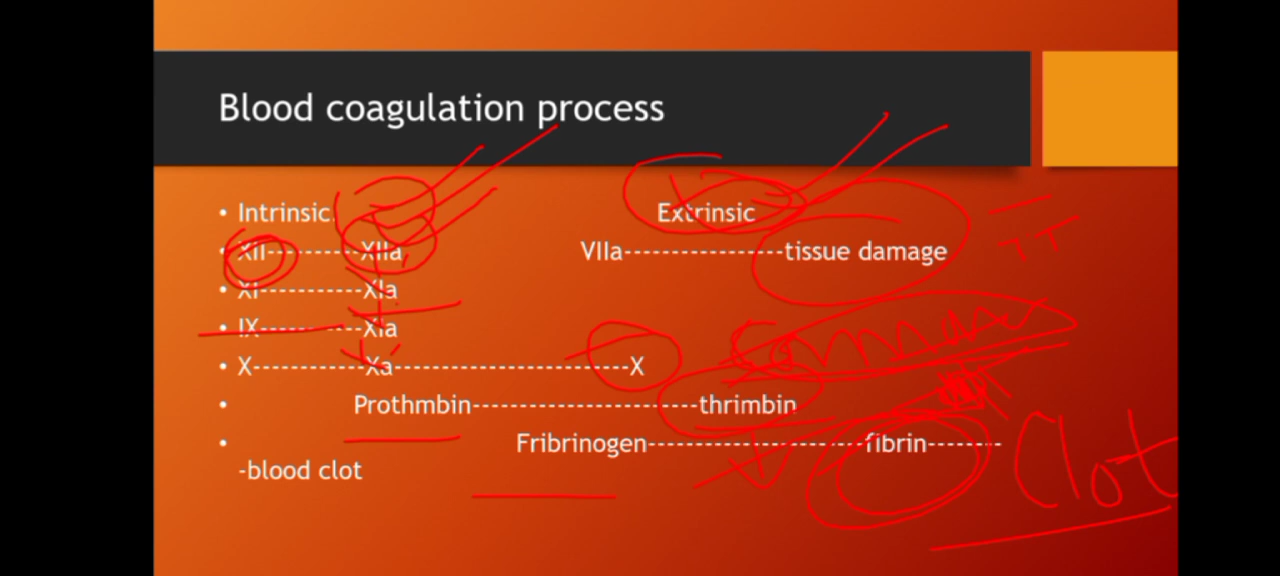 Blood coagulation process
• Intrinsic. Extrinsic
• XII----------XIIa VIIa-----------------tissue damage
• XI-----------XIa
• IX-----------XIa
• X------------Xa-------------------------X
• Prothmbin------------------------thrimbin
• Fribrinogen-----------------------fibrin--------
-blood clot
Clot